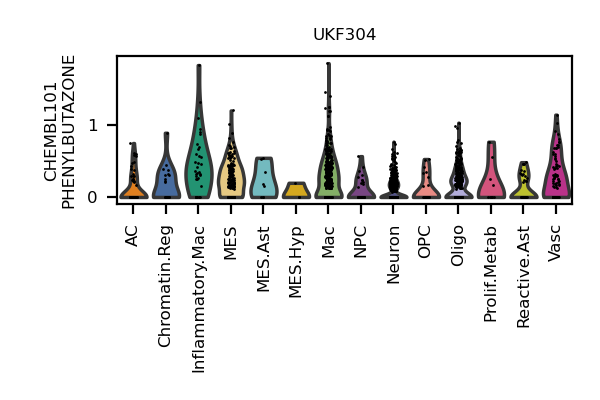 UKF304
CHEMBL101
PHENYLBUTAZONE
1
0
AC
Chromatin.Reg
Inflammatory.Mac
MES
MES.Ast
MES.Hyp
Mac
NPC
Neuron
OPC
Oligo
Prolif.Metab
Reactive.Ast
Vasc